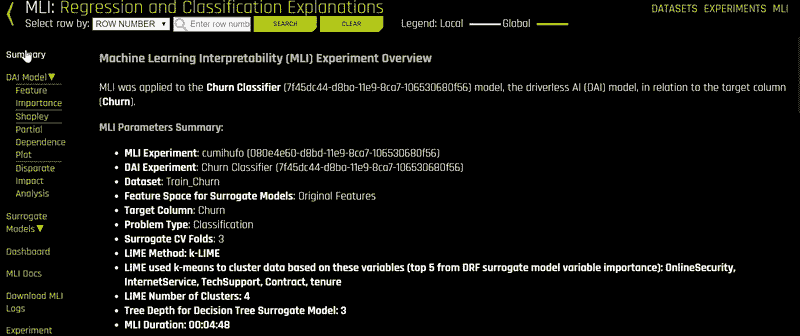 MLI: Regression and Classification Explanations
DATASETS EXPERIMENTS MLI
Select row by: ROW NUMBER Enter row numb SEARCH CLEAR Legend: Local Global
Summary
DAI Model
Feature
Importance
Shapley
Partial
Dependence
Plot
Disparate
Impact
Analysis
Surrogate
Models
Dashboard
MLI Docs
Download MLI
Logs
Experiment
Machine Learning Interpretability (MLI) Experiment Overview
MLI was applied to the Churn Classifier (7f45dc44-d8ba-11e9-8ca7-106530680f56) model, the driverless AI (DAI) model, in relation to the target column
(Churn).
MLI Parameters Summary:
• MLI Experiment: cumihufo (080e4e60-d8bd-11e9-8ca7-106530680f56)
• DAI Experiment: Churn Classifier (7f45dc44-d8ba-11e9-8ca7-106530680f56)
• Dataset: Train_Churn
• Feature Space for Surrogate Models: Original Features
• Target Column: Churn
• Problem Type: Classification
• Surrogate CV Folds: 3
• LIME Method: k-LIME
• LIME used k-means to cluster data based on these variables (top 5 from DRF surrogate model variable importance): OnlineSecurity,
InternetService, TechSupport, Contract, tenure
• LIME Number of Clusters: 4
• Tree Depth for Decision Tree Surrogate Model: 3
• MLI Duration: 00:04:48